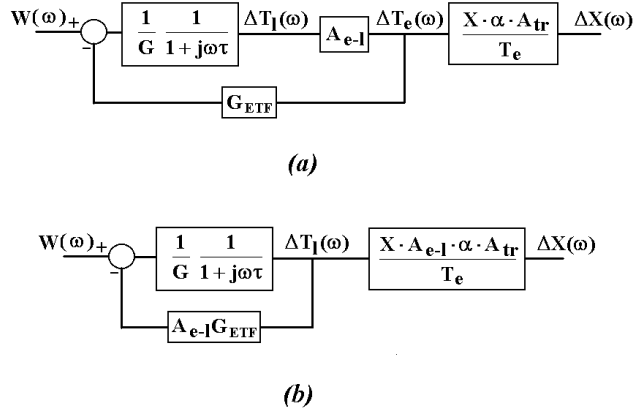 W(ω)+
-
1/G 1/(1+jωτ)
ΔT_l(ω)
A_e-l
ΔT_e(ω)
X·α·A_tr/T_e
ΔX(ω)
G_ETF
(a)
W(ω)+
-
1/G 1/(1+jωτ)
ΔT_l(ω)
X·A_e-l·α·A_tr/T_e
ΔX(ω)
A_e-l G_ETF
(b)